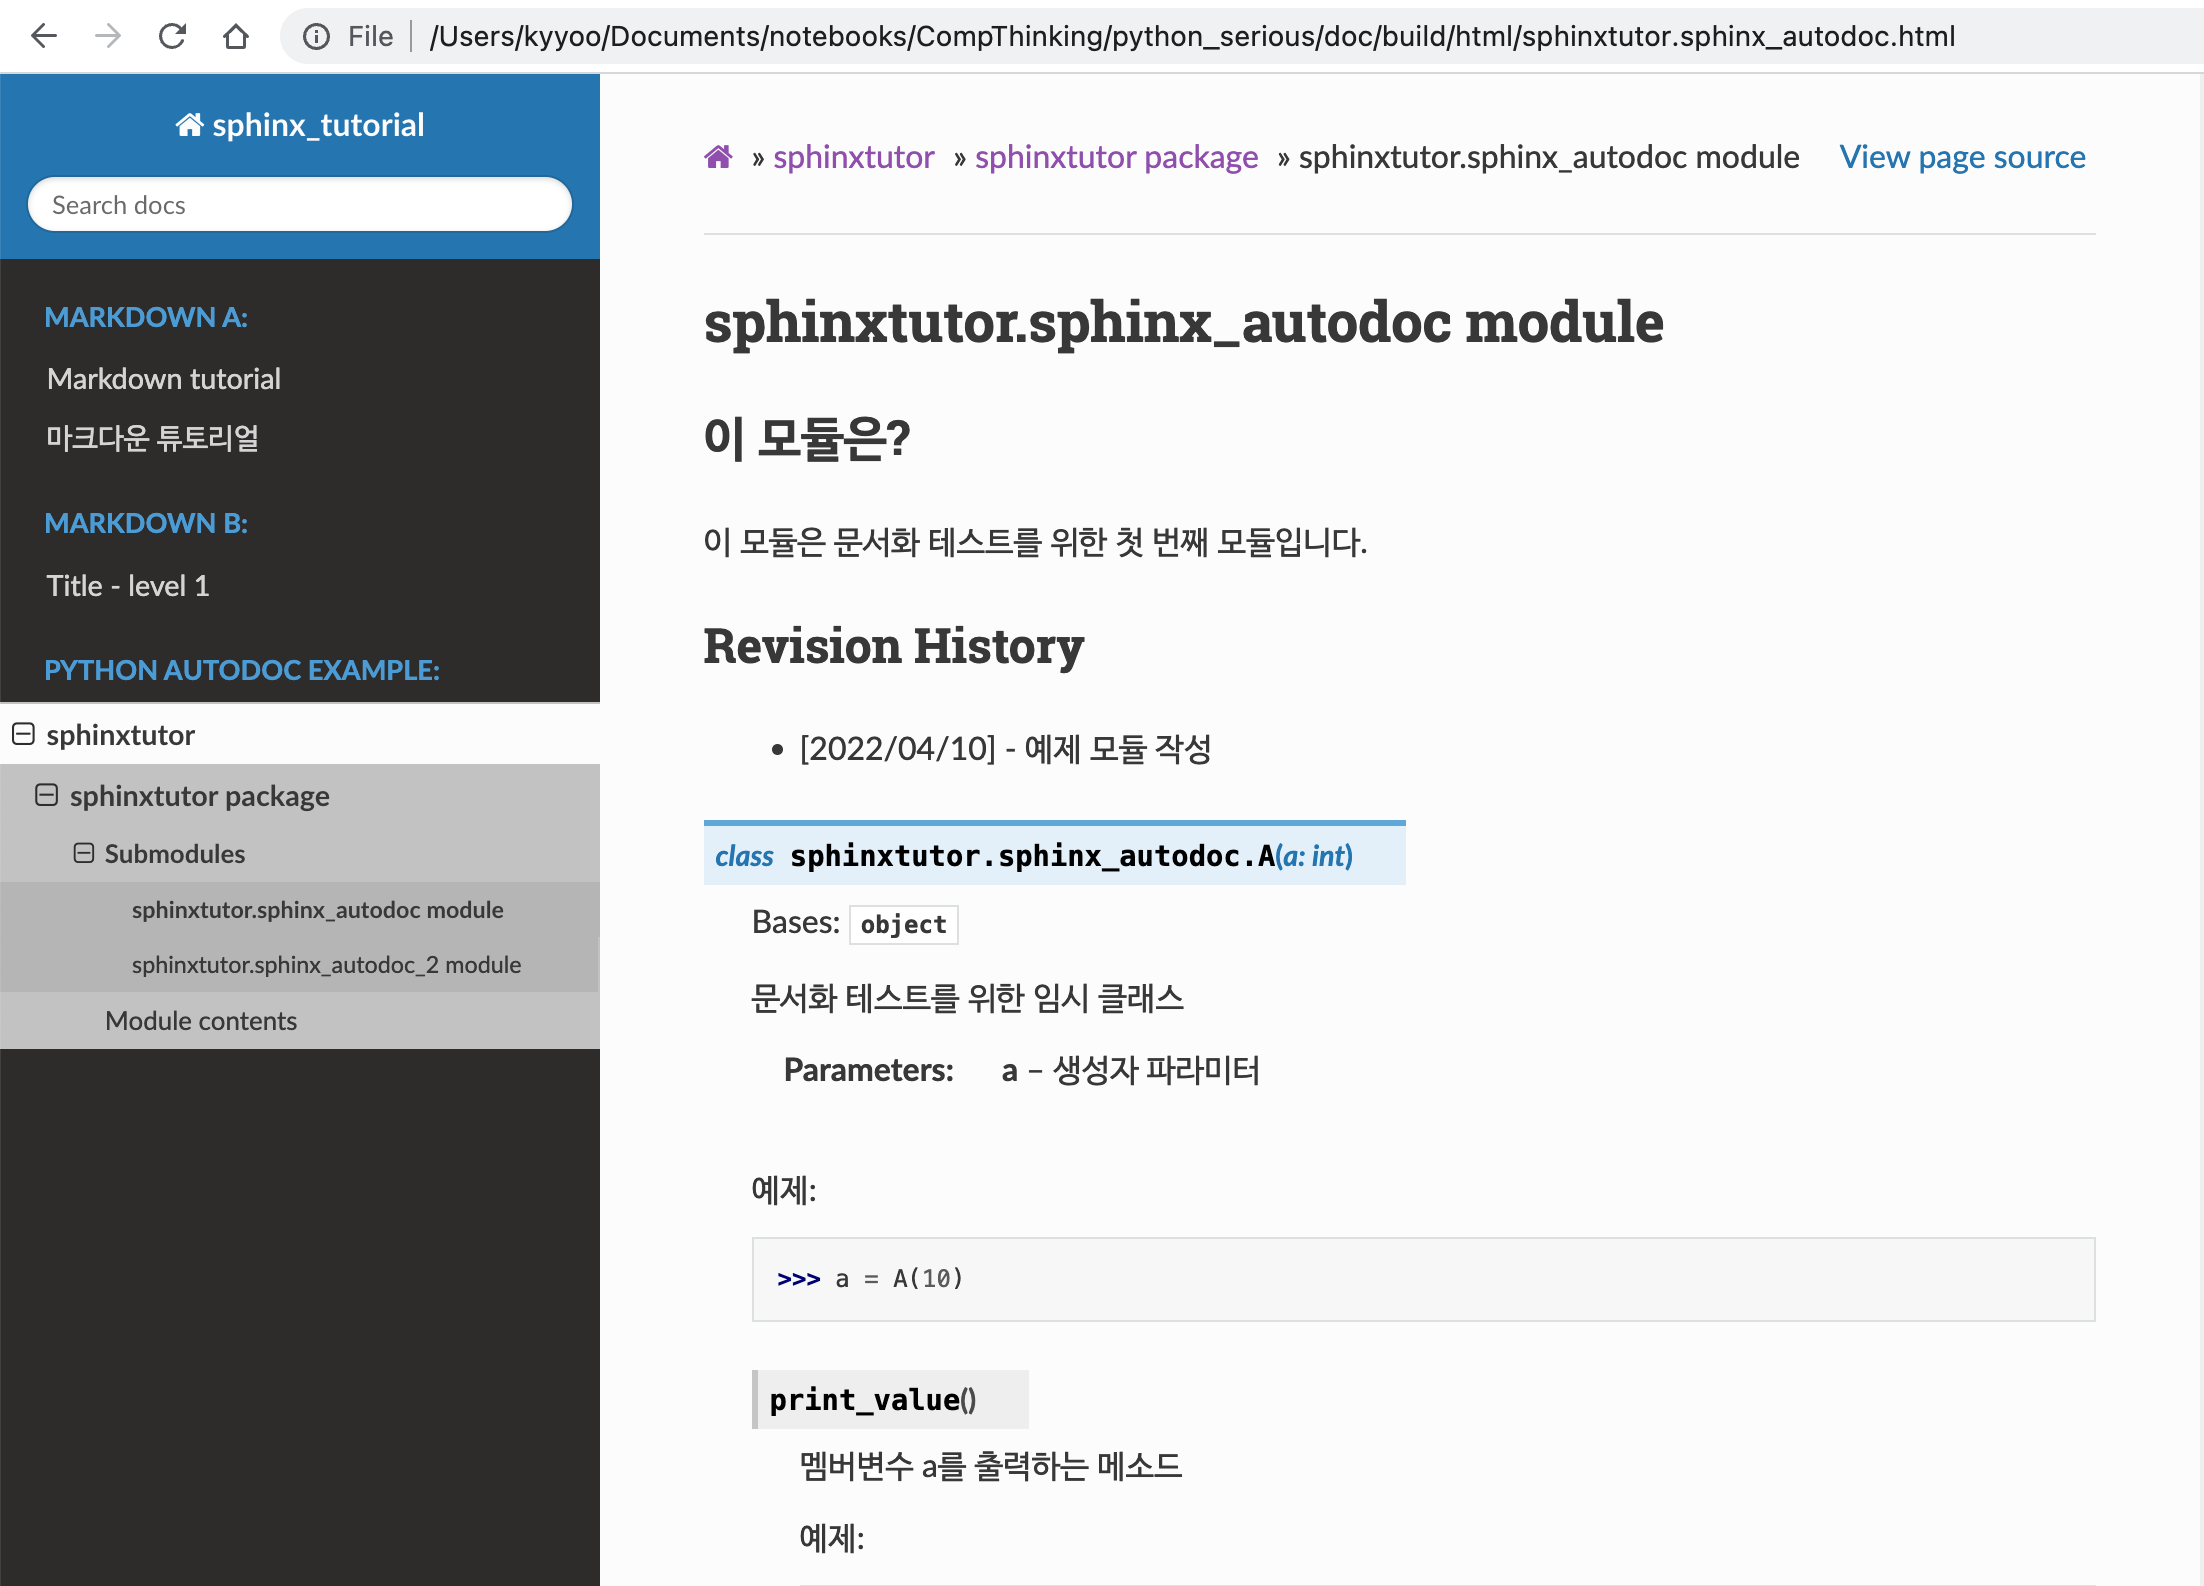 File /Users/kyyoo/Documents/notebooks/CompThinking/python_serious/doc/build/html/sphinxtutor.sphinx_autodoc.html
sphinx_tutorial
Search docs
MARKDOWN A:
Markdown tutorial
마크다운 튜토리얼
MARKDOWN B:
Title - level 1
PYTHON AUTODOC EXAMPLE:
sphinxtutor
sphinxtutor package
Submodules
sphinxtutor.sphinx_autodoc module
sphinxtutor.sphinx_autodoc_2 module
Module contents
» sphinxtutor » sphinxtutor package » sphinxtutor.sphinx_autodoc module View page source
sphinxtutor.sphinx_autodoc module
이 모듈은?
이 모듈은 문서화 테스트를 위한 첫 번째 모듈입니다.
Revision History
• [2022/04/10] - 예제 모듈 작성
class sphinxtutor.sphinx_autodoc.A(a: int)
Bases: object
문서화 테스트를 위한 임시 클래스
Parameters: a – 생성자 파라미터
예제:
>>> a = A(10)
print_value()
멤버변수 a를 출력하는 메소드
예제: